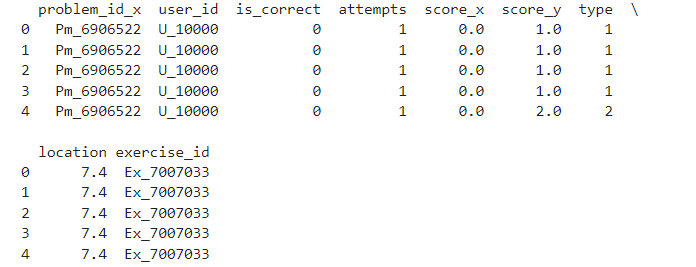 problem_id_x user_id is_correct attempts score_x score_y type \
0 Pm_6906522 U_10000 0 1 0.0 1.0 1
1 Pm_6906522 U_10000 0 1 0.0 1.0 1
2 Pm_6906522 U_10000 0 1 0.0 1.0 1
3 Pm_6906522 U_10000 0 1 0.0 1.0 1
4 Pm_6906522 U_10000 0 1 0.0 2.0 2
location exercise_id
0 7.4 Ex_7007033
1 7.4 Ex_7007033
2 7.4 Ex_7007033
3 7.4 Ex_7007033
4 7.4 Ex_7007033